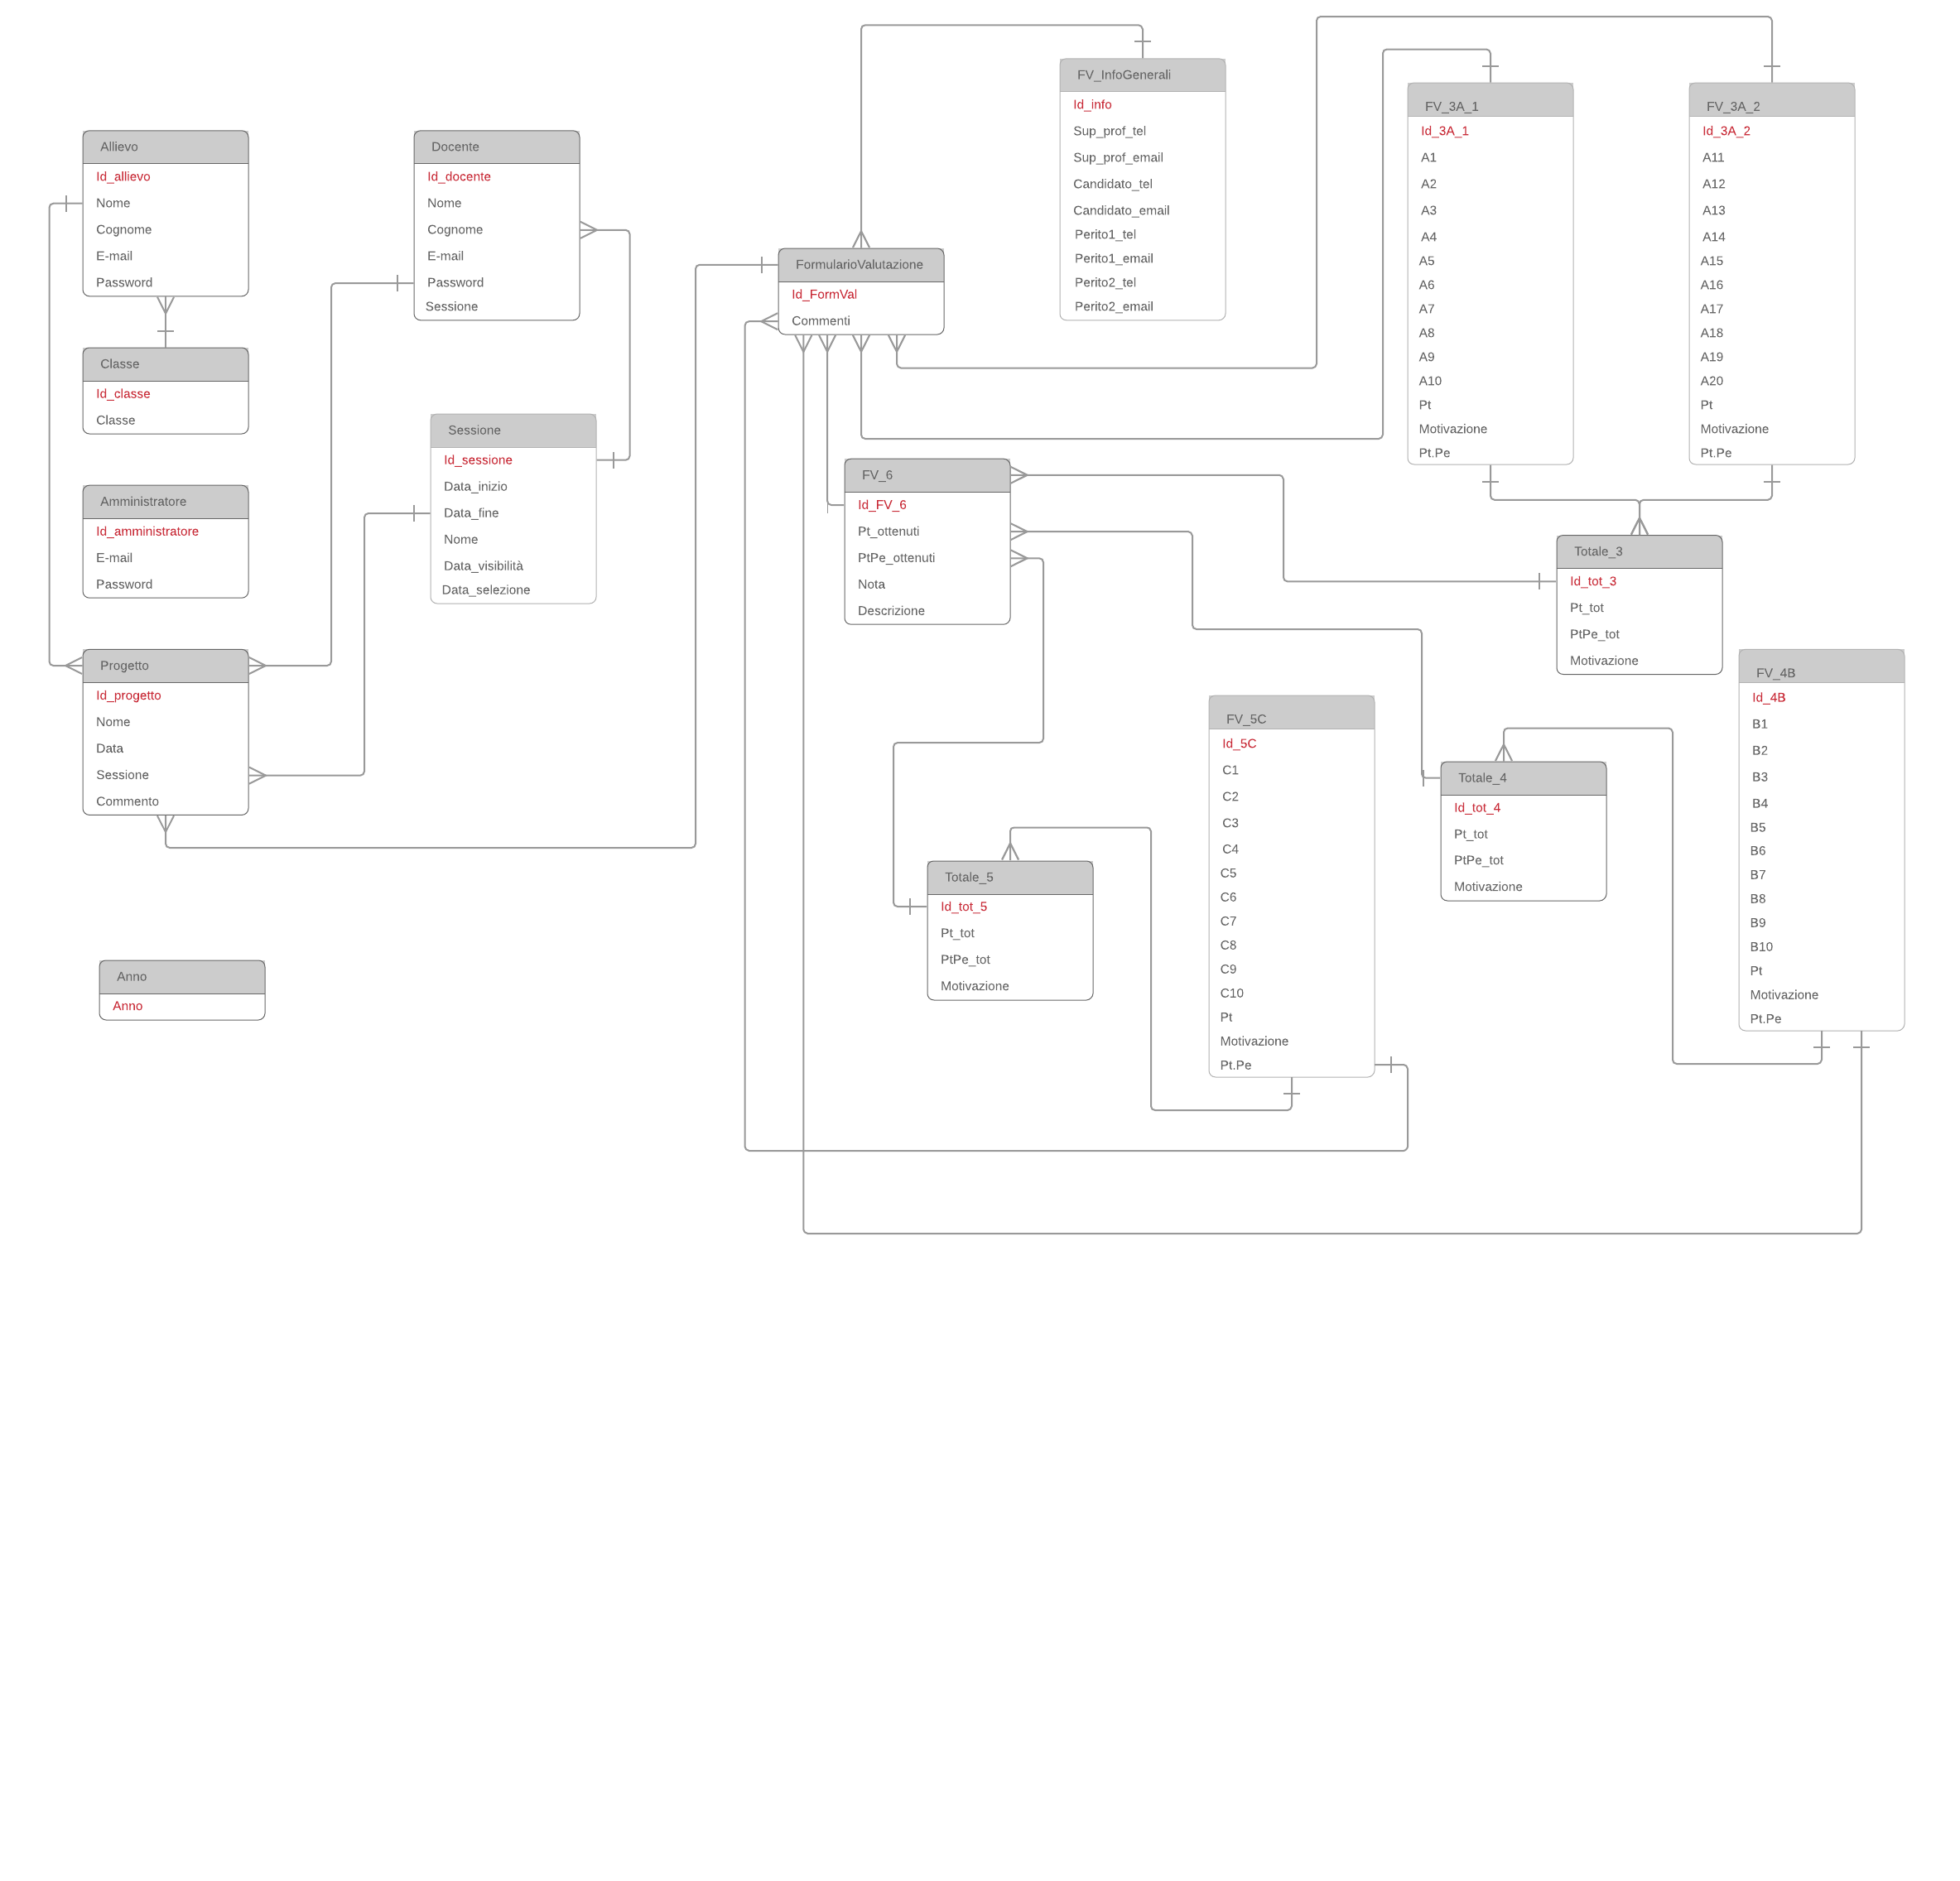 Allievo
Id_allievo
Nome
Cognome
E-mail
Password
Classe
Id_classe
Classe
Amministratore
Id_amministratore
E-mail
Password
Progetto
Id_progetto
Nome
Data
Sessione
Commento
Anno
Anno
Docente
Id_docente
Nome
Cognome
E-mail
Password
Sessione
Sessione
Id_sessione
Data_inizio
Data_fine
Nome
Data_visibilità
Data_selezione
FormularioValutazione
Id_FormVal
Commenti
FV_InfoGenerali
Id_info
Sup_prof_tel
Sup_prof_email
Candidato_tel
Candidato_email
Perito1_tel
Perito1_email
Perito2_tel
Perito2_email
FV_6
Id_FV_6
Pt_ottenuti
PtPe_ottenuti
Nota
Descrizione
Totale_5
Id_tot_5
Pt_tot
PtPe_tot
Motivazione
FV_5C
Id_5C
C1
C2
C3
C4
C5
C6
C7
C8
C9
C10
Pt
Motivazione
Pt.Pe
FV_3A_1
Id_3A_1
A1
A2
A3
A4
A5
A6
A7
A8
A9
A10
Pt
Motivazione
Pt.Pe
FV_3A_2
Id_3A_2
A11
A12
A13
A14
A15
A16
A17
A18
A19
A20
Pt
Motivazione
Pt.Pe
Totale_3
Id_tot_3
Pt_tot
PtPe_tot
Motivazione
Totale_4
Id_tot_4
Pt_tot
PtPe_tot
Motivazione
FV_4B
Id_4B
B1
B2
B3
B4
B5
B6
B7
B8
B9
B10
Pt
Motivazione
Pt.Pe